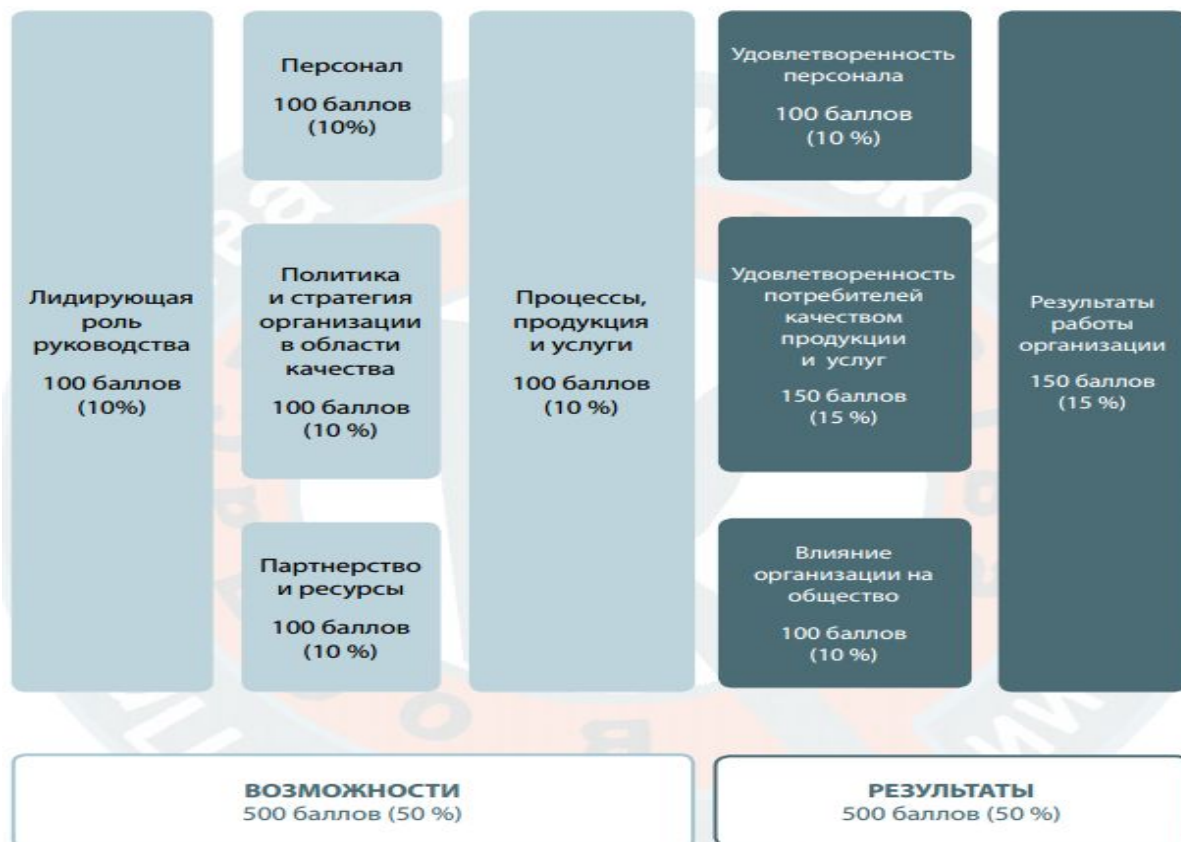 Лидирующая
роль
руководства
100 баллов
(10%)
Персонал
100 баллов
(10%)
Политика
и стратегия
организации
в области
качества
100 баллов
(10 %)
Партнерство
и ресурсы
100 баллов
(10 %)
Процессы,
продукция
и услуги
100 баллов
(10 %)
Удовлетворенность
персонала
100 баллов
(10 %)
Удовлетворенность
потребителей
качеством
продукции
и услуг
150 баллов
(15 %)
Влияние
организации на
общество
100 баллов
(10 %)
Результаты
работы
организации
150 баллов
(15 %)
ВОЗМОЖНОСТИ
500 баллов (50 %)
РЕЗУЛЬТАТЫ
500 баллов (50 %)